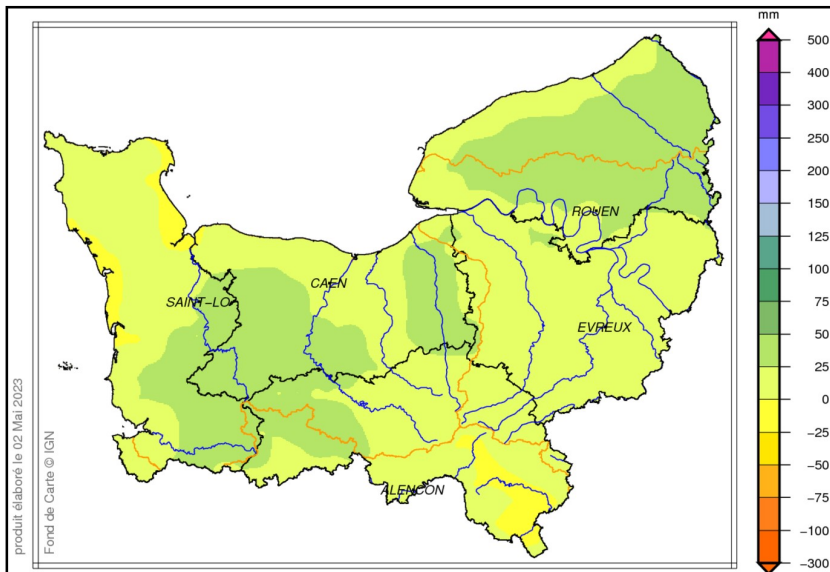 mm
500
400
300
200
150
125
100
75
50
25
0
−25
−50
−75
−100
−300
ROUEN
CAEN
SAINT−LO
EVREUX
ALENCON
produit élaboré le 02 Mai 2023
Fond de Carte © IGN